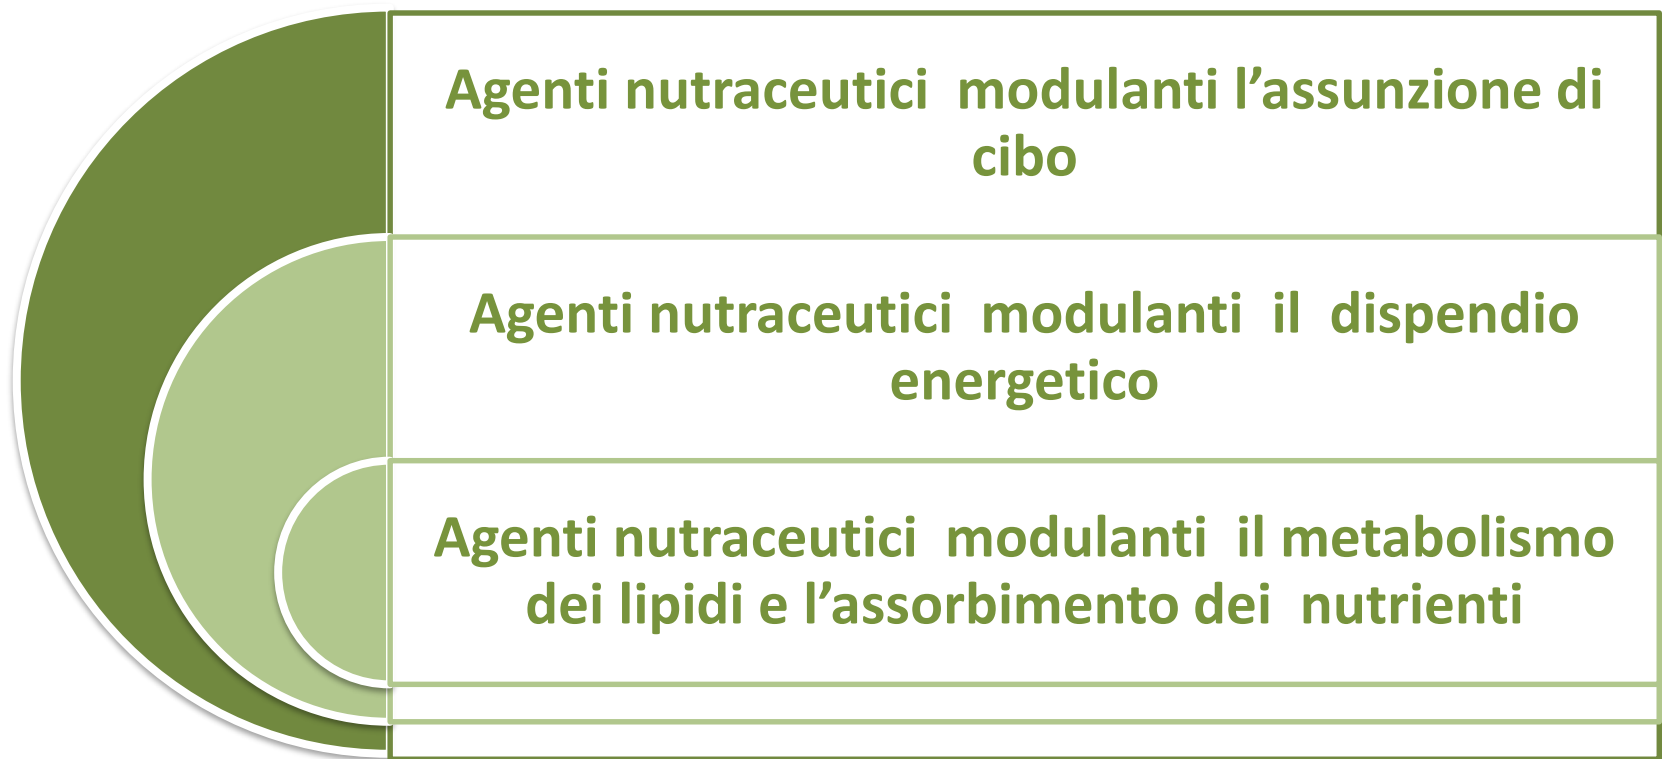 Agenti nutraceutici  modulanti l’assunzione di
cibo
Agenti nutraceutici  modulanti  il  dispendio
energetico
Agenti nutraceutici  modulanti  il metabolismo
dei lipidi e l’assorbimento dei  nutrienti